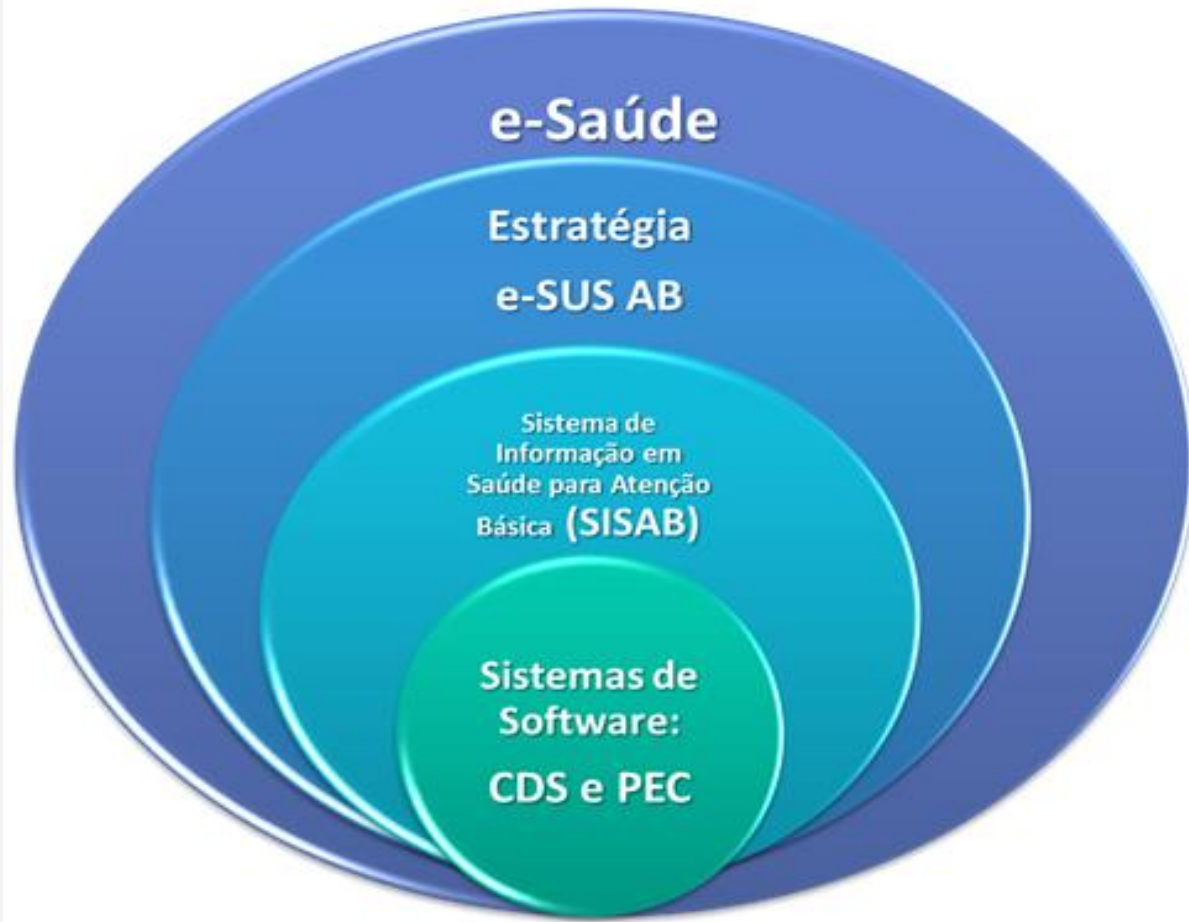 e-Saúde
Estratégia
e-SUS AB
Sistema de
Informação em
Saúde para Atenção
Básica (SISAB)
Sistemas de
Software:
CDS e PEC